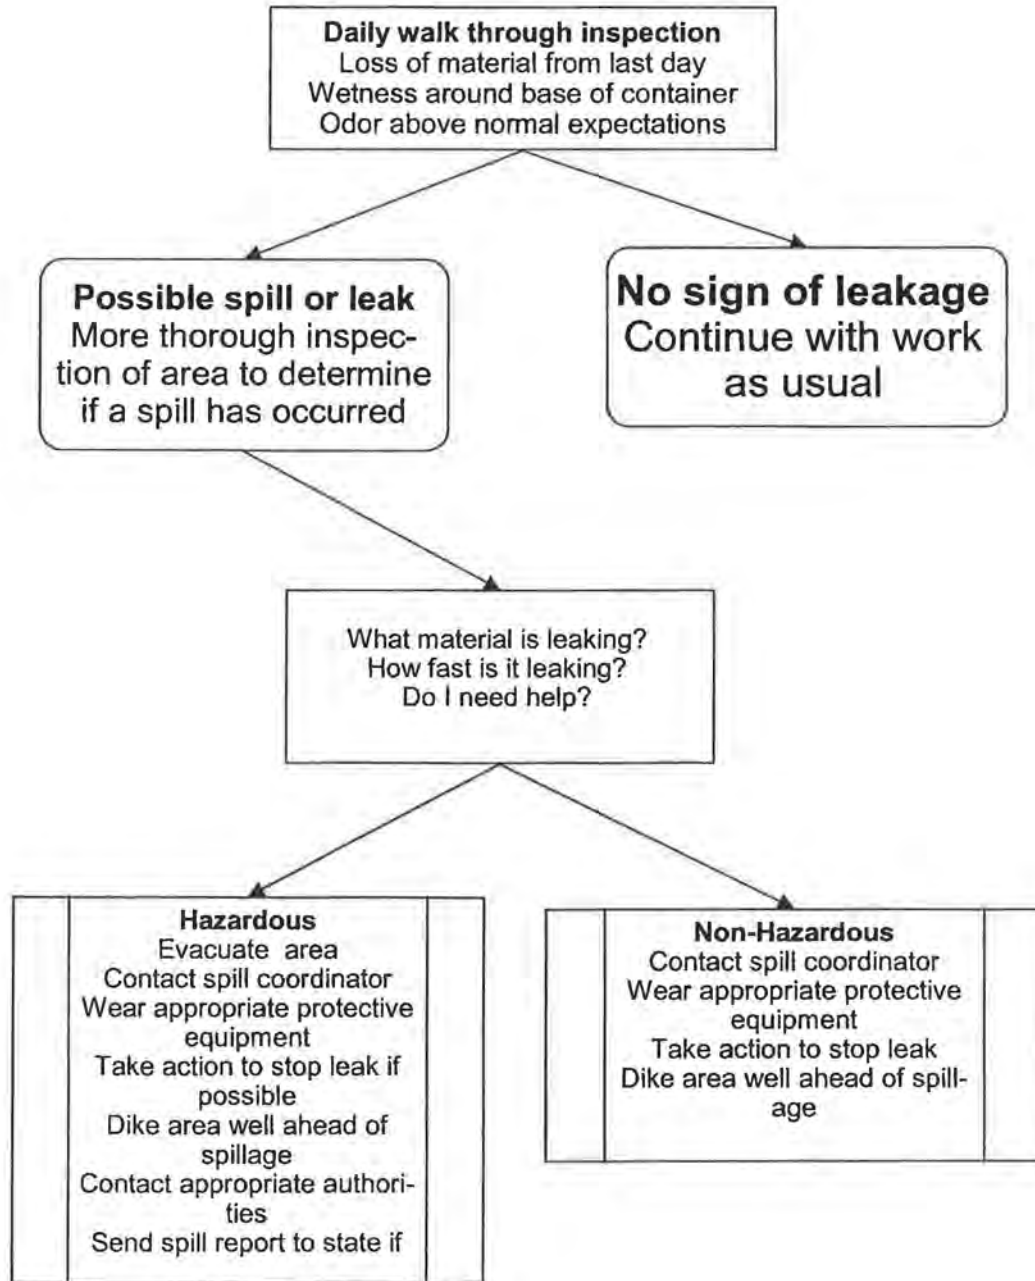 Daily walk through inspection
Loss of material from last day
Wetness around base of container
Odor above normal expectations
Possible spill or leak
More thorough inspec-
tion of area to determine
if a spill has occurred
No sign of leakage
Continue with work
as usual
What material is leaking?
How fast is it leaking?
Do I need help?
Hazardous
Evacuate area
Contact spill coordinator
Wear appropriate protective
equipment
Take action to stop leak if
possible
Dike area well ahead of
spillage
Contact appropriate authori-
ties
Send spill report to state if
Non-Hazardous
Contact spill coordinator
Wear appropriate protective
equipment
Take action to stop leak
Dike area well ahead of spill-
age